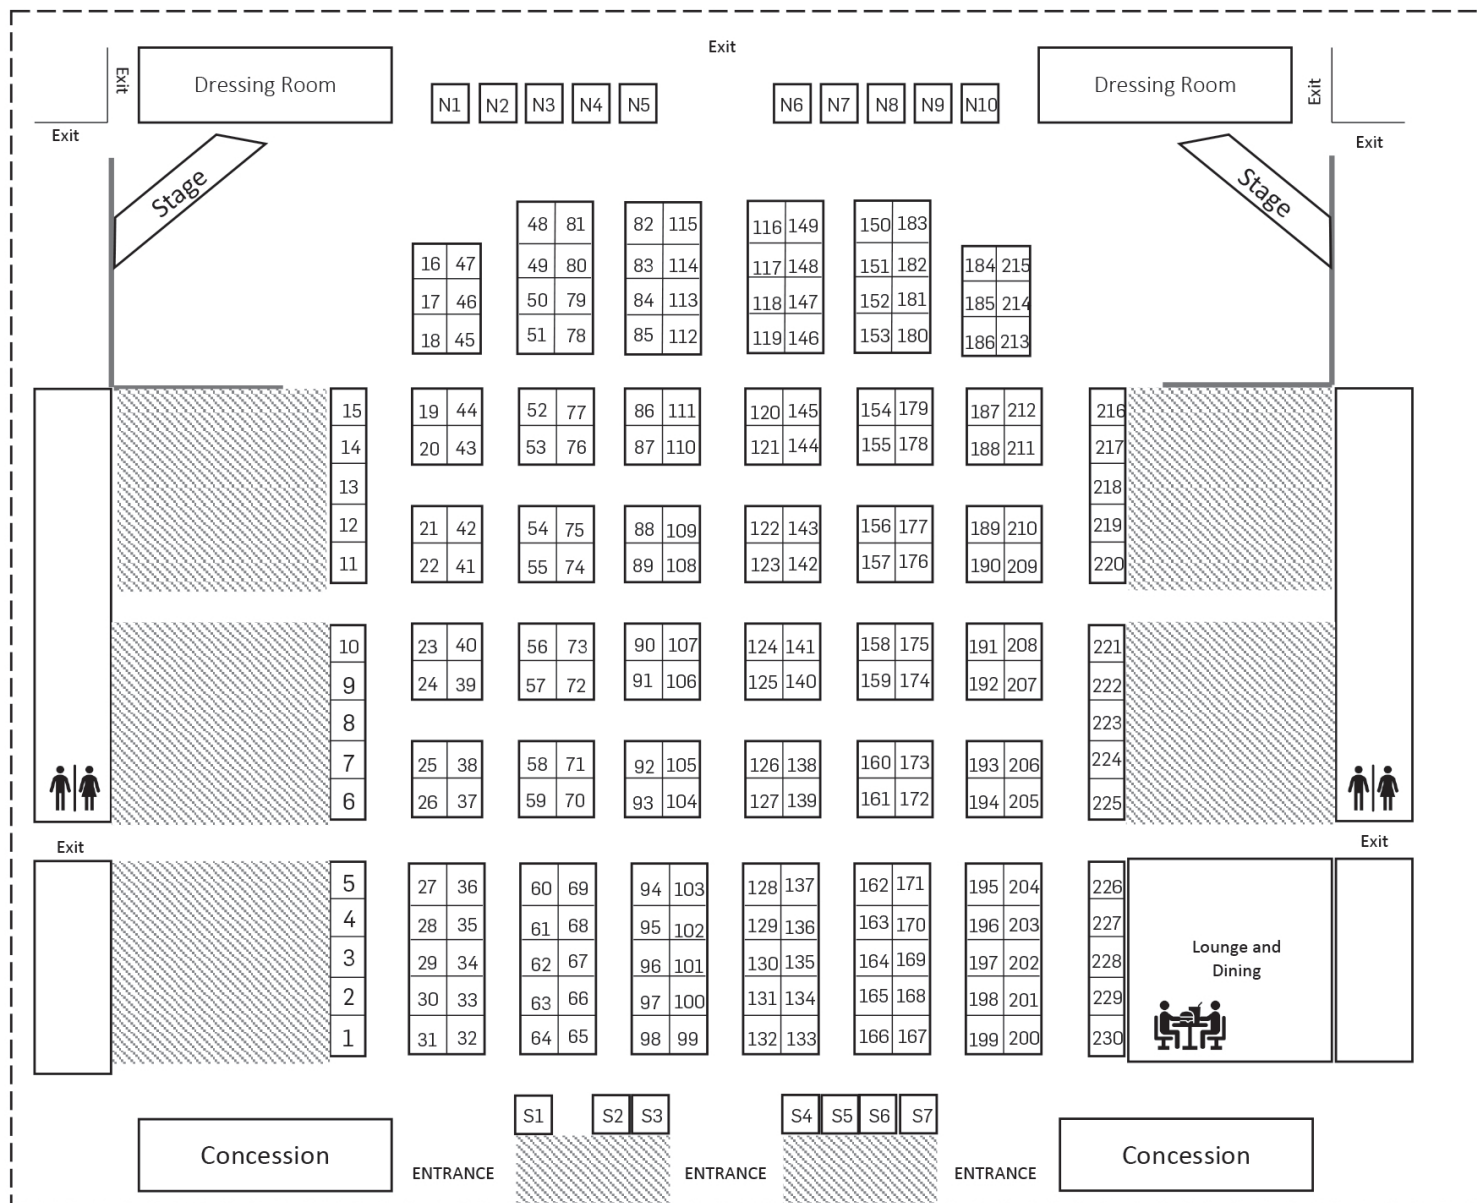 Exit
Exit
Dressing Room
N1 N2 N3 N4 N5
N6 N7 N8 N9 N10
Dressing Room
Exit
Exit
Exit
Stage
Stage
48 81 82 115 116 149 150 183
16 47 49 80 83 114 117 148 151 182 184 215
17 46 50 79 84 113 118 147 152 181 185 214
18 45 51 78 85 112 119 146 153 180 186 213
15 19 44 52 77 86 111 120 145 154 179 187 212 216
14 20 43 53 76 87 110 121 144 155 178 188 211 217
13 218
12 21 42 54 75 88 109 122 143 156 177 189 210 219
11 22 41 55 74 89 108 123 142 157 176 190 209 220
10 23 40 56 73 90 107 124 141 158 175 191 208 221
9 24 39 57 72 91 106 125 140 159 174 192 207 222
8 223
7 25 38 58 71 92 105 126 138 160 173 193 206 224
6 26 37 59 70 93 104 127 139 161 172 194 205 225
Exit
Exit
5 27 36 60 69 94 103 128 137 162 171 195 204 226
4 28 35 61 68 95 102 129 136 163 170 196 203 227
3 29 34 62 67 96 101 130 135 164 169 197 202 228
2 30 33 63 66 97 100 131 134 165 168 198 201 229
1 31 32 64 65 98 99 132 133 166 167 199 200 230
Lounge and
Dining
S1 S2 S3 S4 S5 S6 S7
Concession
ENTRANCE
ENTRANCE
ENTRANCE
Concession